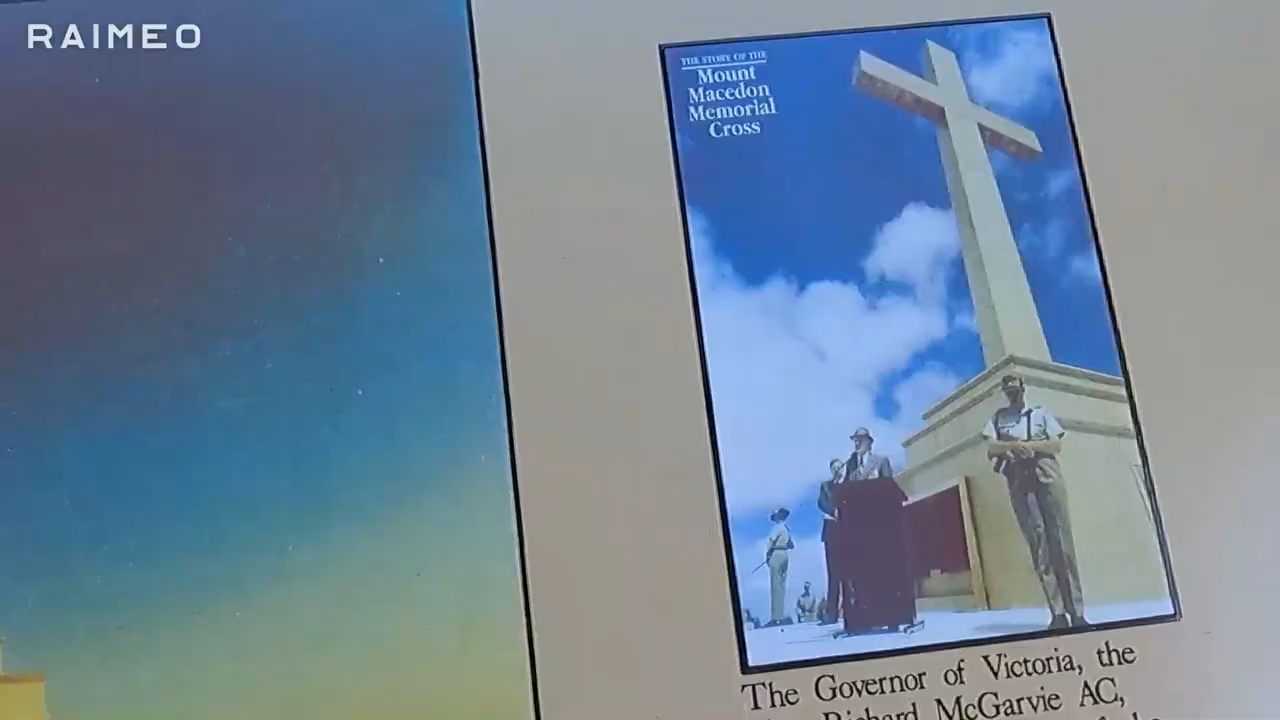 RAIMEO
THE STORY OF THE
Mount
Macedon
Memorial
Cross
The Governor of Victoria, the
Richard McGarvie AC,